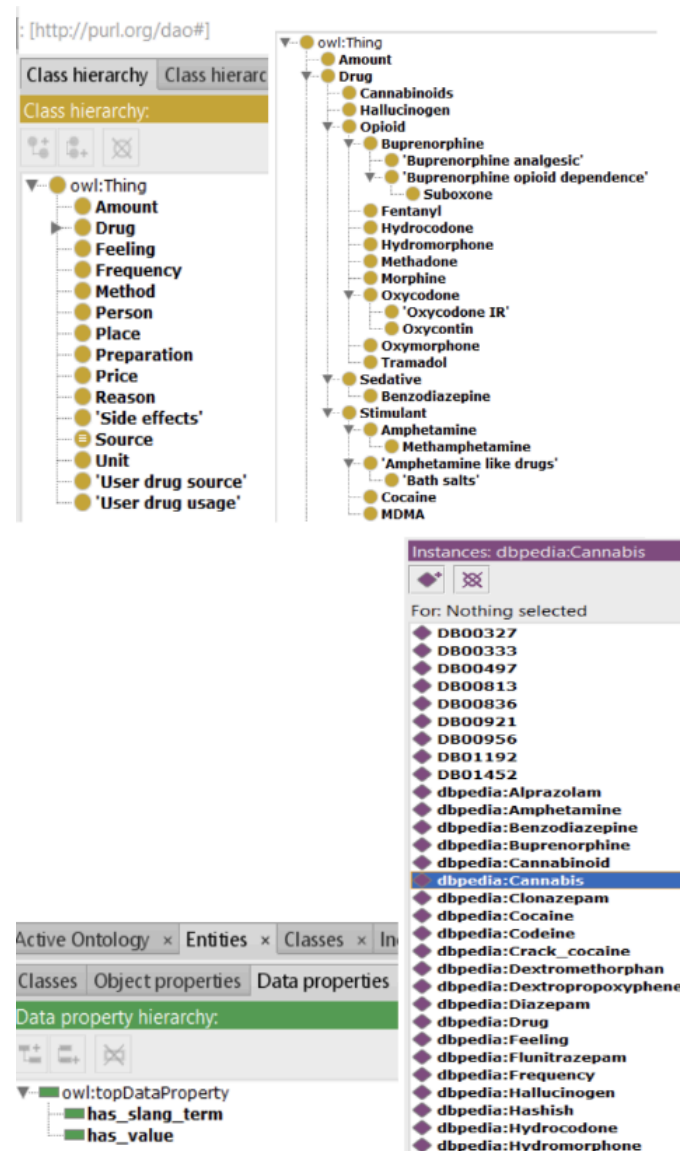 : [http://purl.org/dao#]
Class hierarchy Class hierarc
Class hierarchy:
owl:Thing
Amount
Drug
Feeling
Frequency
Method
Person
Place
Preparation
Price
Reason
'Side effects'
Source
Unit
'User drug source'
'User drug usage'
owl:Thing
Amount
Drug
Cannabinoids
Hallucinogen
Opioid
Buprenorphine
'Buprenorphine analgesic'
'Buprenorphine opioid dependence'
Suboxone
Fentanyl
Hydrocodone
Hydromorphone
Methadone
Morphine
Oxycodone
'Oxycodone IR'
Oxycontin
Oxymorphone
Tramadol
Sedative
Benzodiazepine
Stimulant
Amphetamine
Methamphetamine
'Amphetamine like drugs'
'Bath salts'
Cocaine
MDMA
Instances: dbpedia:Cannabis
For: Nothing selected
DB00327
DB00333
DB00497
DB00813
DB00836
DB00921
DB00956
DB01192
DB01452
dbpedia:Alprazolam
dbpedia:Amphetamine
dbpedia:Benzodiazepine
dbpedia:Buprenorphine
dbpedia:Cannabinoid
dbpedia:Cannabis
dbpedia:Clonazepam
dbpedia:Cocaine
dbpedia:Codeine
dbpedia:Crack_cocaine
dbpedia:Dextromethorphan
dbpedia:Dextropropoxyphene
dbpedia:Diazepam
dbpedia:Drug
dbpedia:Feeling
dbpedia:Flunitrazepam
dbpedia:Frequency
dbpedia:Hallucinogen
dbpedia:Hashish
dbpedia:Hydrocodone
dbpedia:Hydromorphone
Active Ontology × Entities × Classes × In
Classes Object properties Data properties
Data property hierarchy:
owl:topDataProperty
has_slang_term
has_value